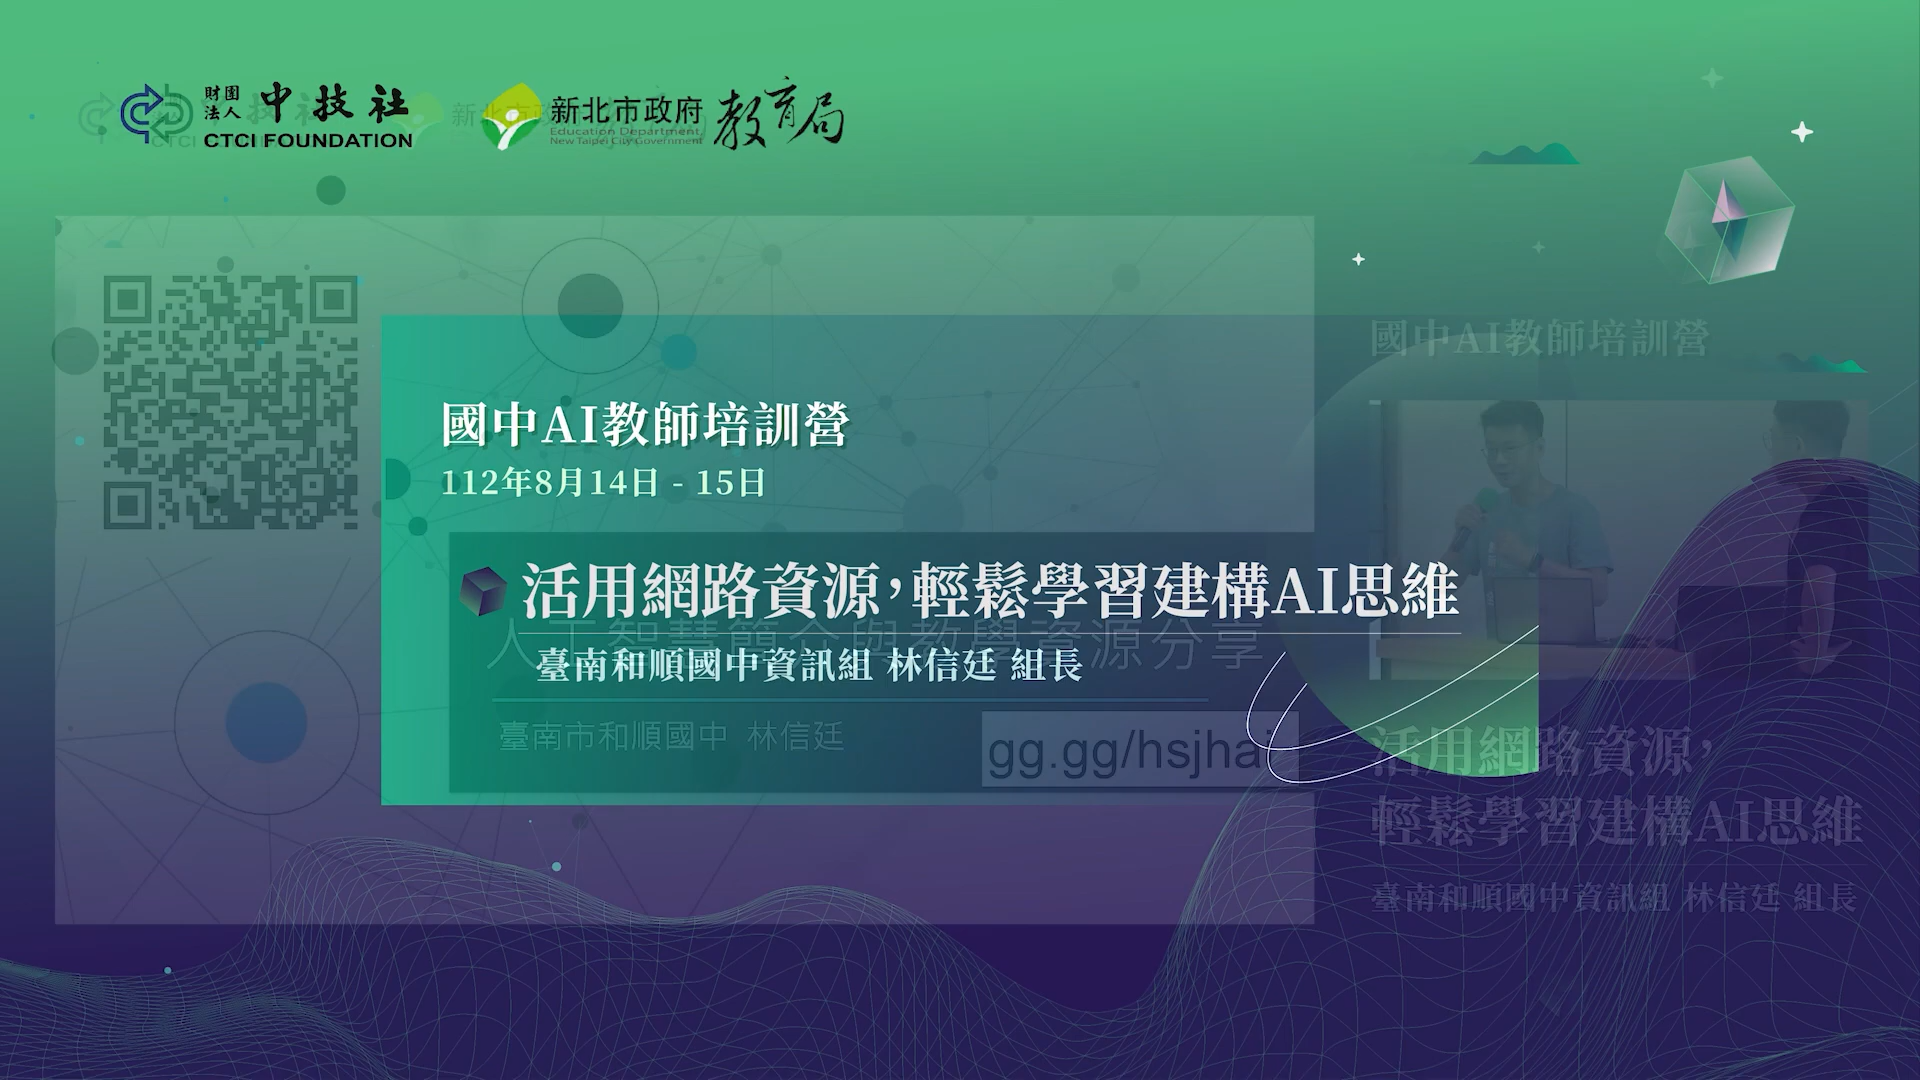 財團法人 中技社
CTCI FOUNDATION
新北市政府 教育局
Education Department,
New Taipei City Government
國中AI教師培訓營
112年8月14日 - 15日
活用網路資源，輕鬆學習建構AI思維
人工智慧簡介與教學資源分享
臺南和順國中資訊組 林信廷 組長
臺南市和順國中 林信廷
gg.gg/hsjhai
國中AI教師培訓營
活用網路資源，
輕鬆學習建構AI思維
臺南和順國中資訊組 林信廷 組長